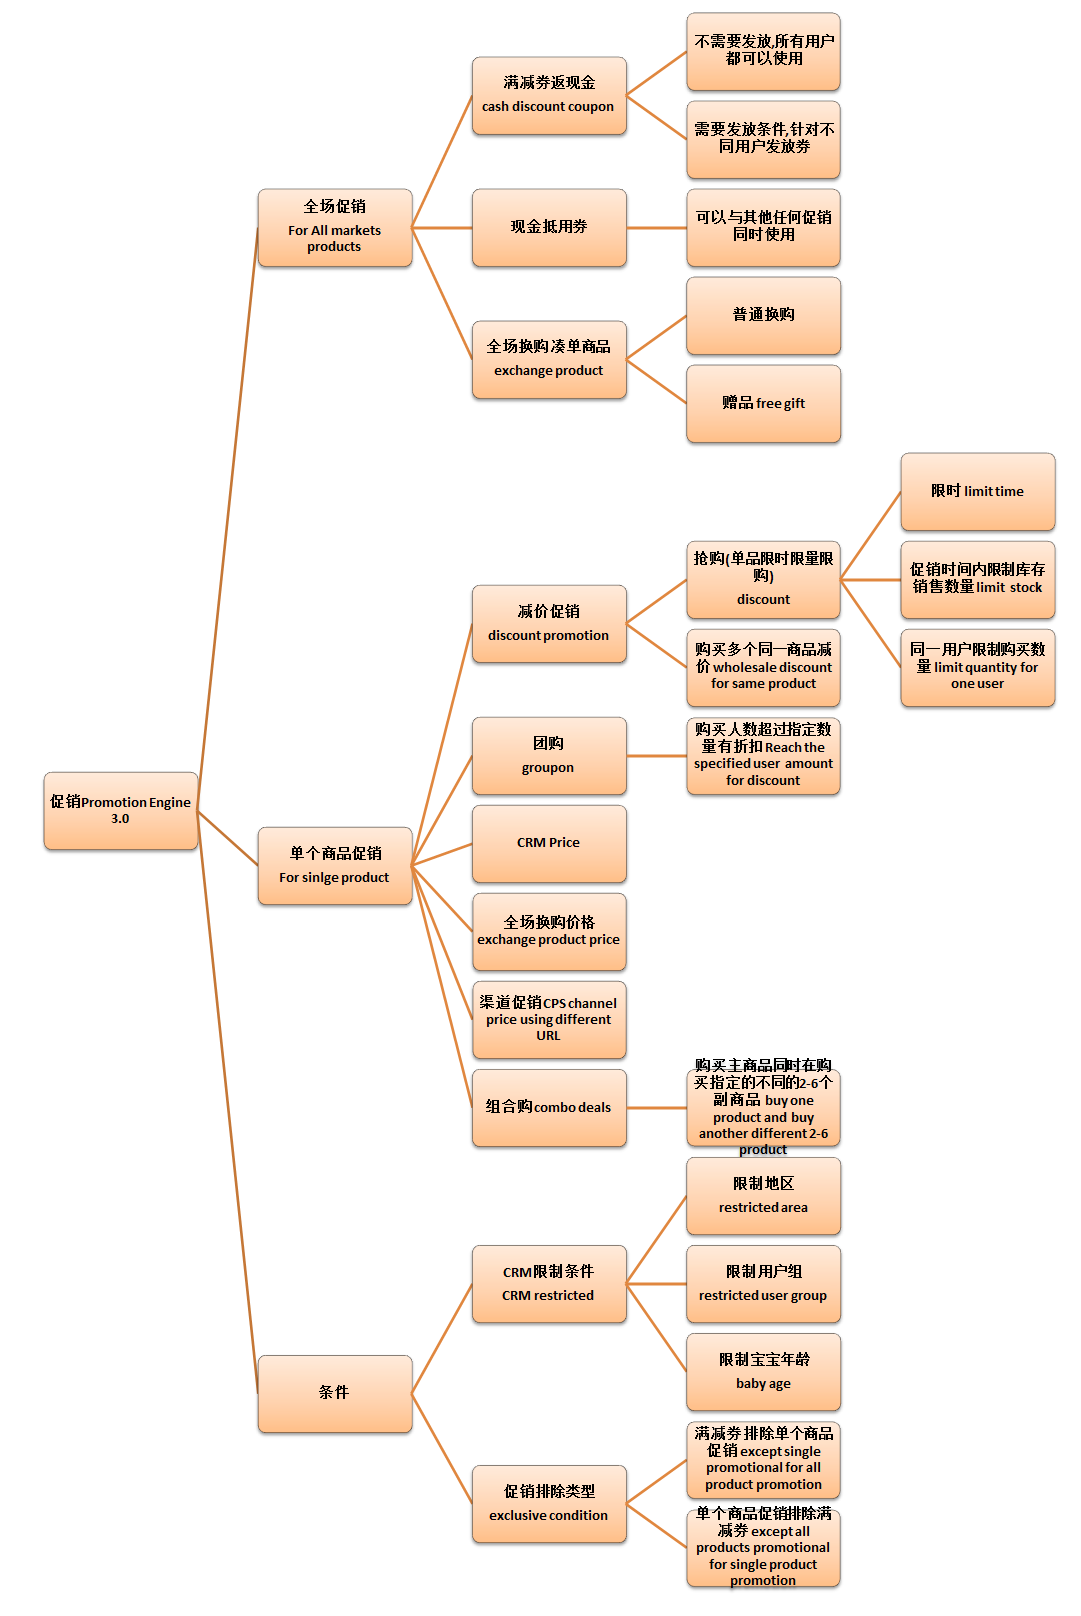 不需要发放,所有用户
都可以使用
满减券返现金
cash discount coupon
需要发放条件,针对不
同用户发放券
全场促销
For All markets
products
现金抵用券
可以与其他任何促销
同时使用
普通换购
全场换购凑单商品
exchange product
赠品 free gift
限时 limit time
抢购(单品限时限量限
购)
discount
促销时间内限制库存
销售数量 limit stock
减价促销
discount promotion
购买多个同一商品减
价 wholesale discount
for same product
同一用户限制购买数
量 limit quantity for
one user
团购
groupon
购买人数超过指定数
量有折扣 Reach the
specified user amount
for discount
促销Promotion Engine
3.0
CRM Price
单个商品促销
For sinlge product
全场换购价格
exchange product price
渠道促销CPS channel
price using different
URL
组合购 combo deals
购买主商品同时在购
买指定的不同的2-6个
副商品 buy one
product and buy
another different 2-6
product
限制地区
restricted area
CRM限制条件
CRM restricted
限制用户组
restricted user group
限制宝宝年龄
baby age
条件
满减券 排除单个商品
促销 except single
promotional for all
product promotion
促销排除类型
exclusive condition
单个商品促销排除满
减券 except all
products promotional
for single product
promotion